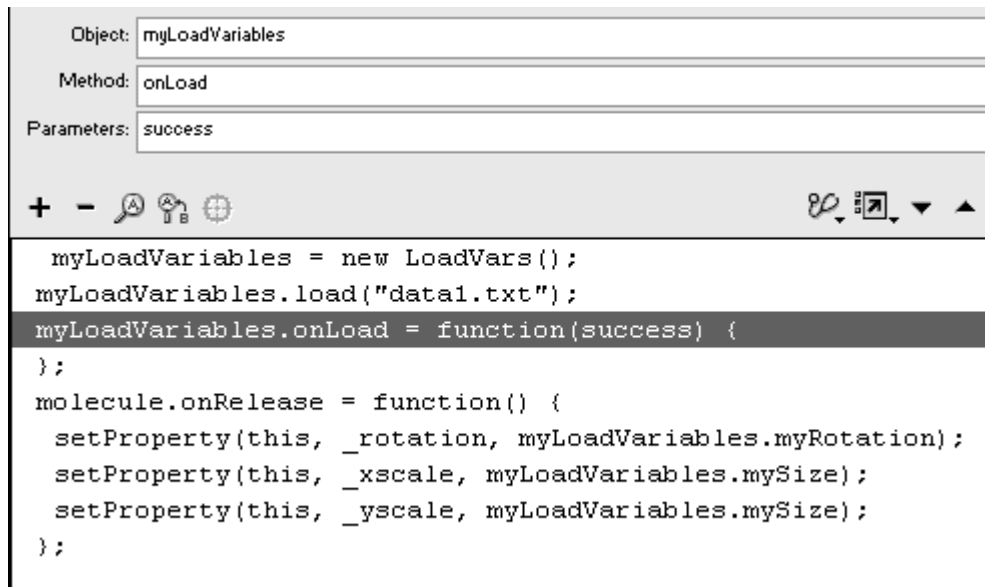 Object: myLoadVariables
Method: onLoad
Parameters: success
myLoadVariables = new LoadVars();
myLoadVariables.load("data1.txt");
myLoadVariables.onLoad = function(success) {
};
molecule.onRelease = function() {
setProperty(this, _rotation, myLoadVariables.myRotation);
setProperty(this, _xscale, myLoadVariables.mySize);
setProperty(this, _yscale, myLoadVariables.mySize);
};